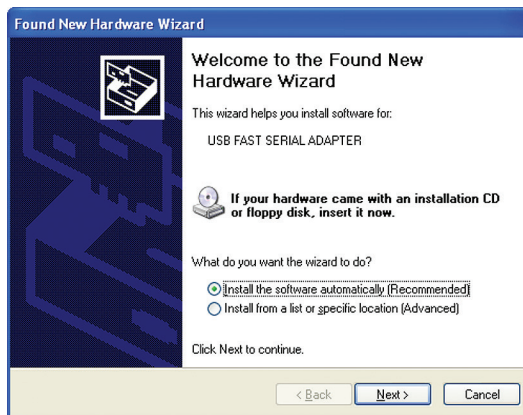 Found New Hardware Wizard
Welcome to the Found New
Hardware Wizard
This wizard helps you install software for:
USB FAST SERIAL ADAPTER
If your hardware came with an installation CD
or floppy disk, insert it now.
What do you want the wizard to do?
Install the software automatically (Recommended)
Install from a list or specific location (Advanced)
Click Next to continue.
< Back
Next >
Cancel